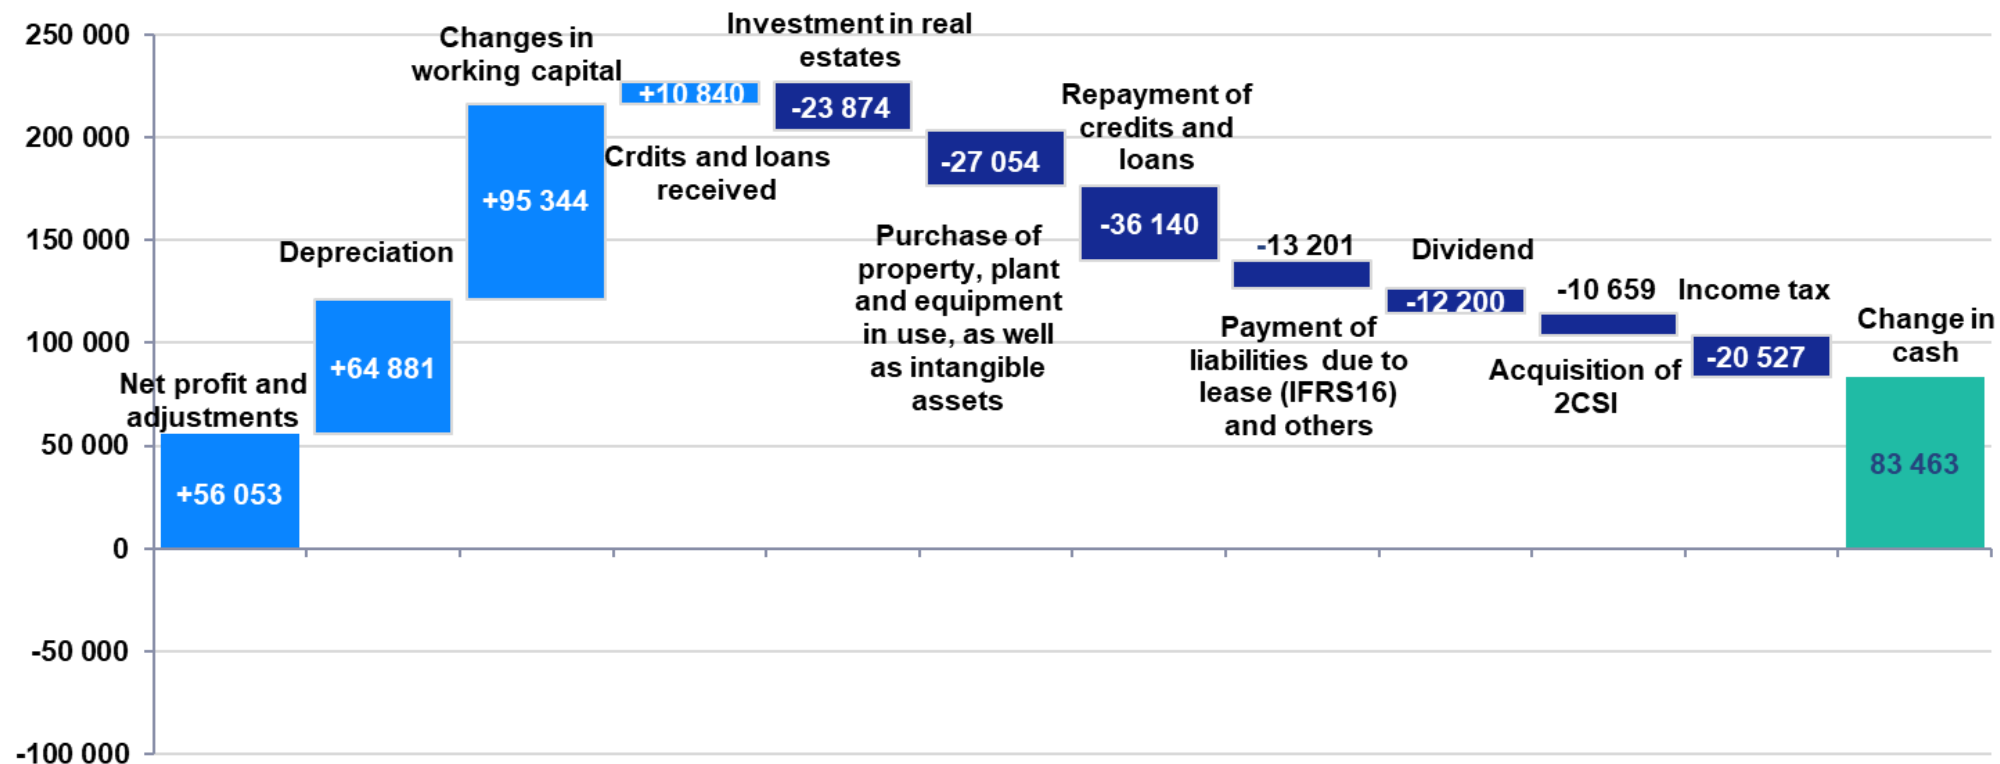 250 000
200 000
150 000
100 000
50 000
0
-50 000
-100 000
Net profit and
adjustments
+56 053
Depreciation
+64 881
Changes in
working capital
+95 344
+10 840
Crdits and loans
received
Investment in real
estates
-23 874
-27 054
Purchase of
property, plant
and equipment
in use, as well
as intangible
assets
Repayment of
credits and
loans
-36 140
-13 201
Payment of
liabilities due to
lease (IFRS16)
and others
Dividend
-12 200
-10 659
Acquisition of
2CSI
Income tax
-20 527
Change in
cash
83 463